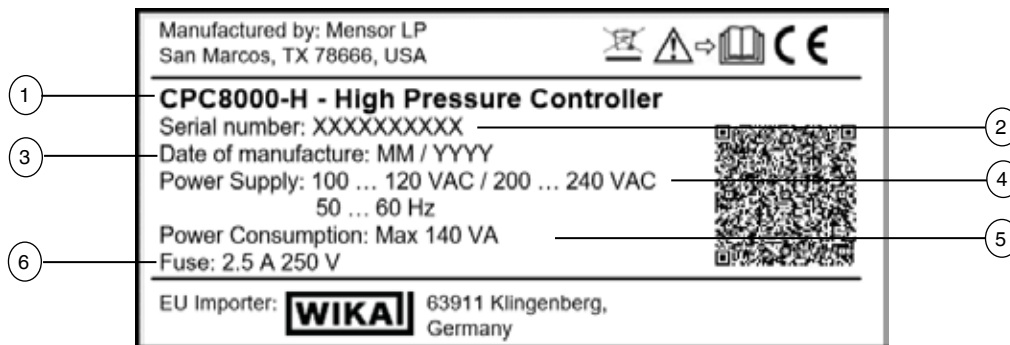 Manufactured by: Mensor LP
San Marcos, TX 78666, USA
CE
1
CPC8000-H - High Pressure Controller
Serial number: XXXXXXXXXX
2
3
Date of manufacture: MM / YYYY
Power Supply: 100 ... 120 VAC / 200 ... 240 VAC
4
50 ... 60 Hz
Power Consumption: Max 140 VA
5
6
Fuse: 2.5 A 250 V
EU Importer: WIKA 63911 Klingenberg,
Germany